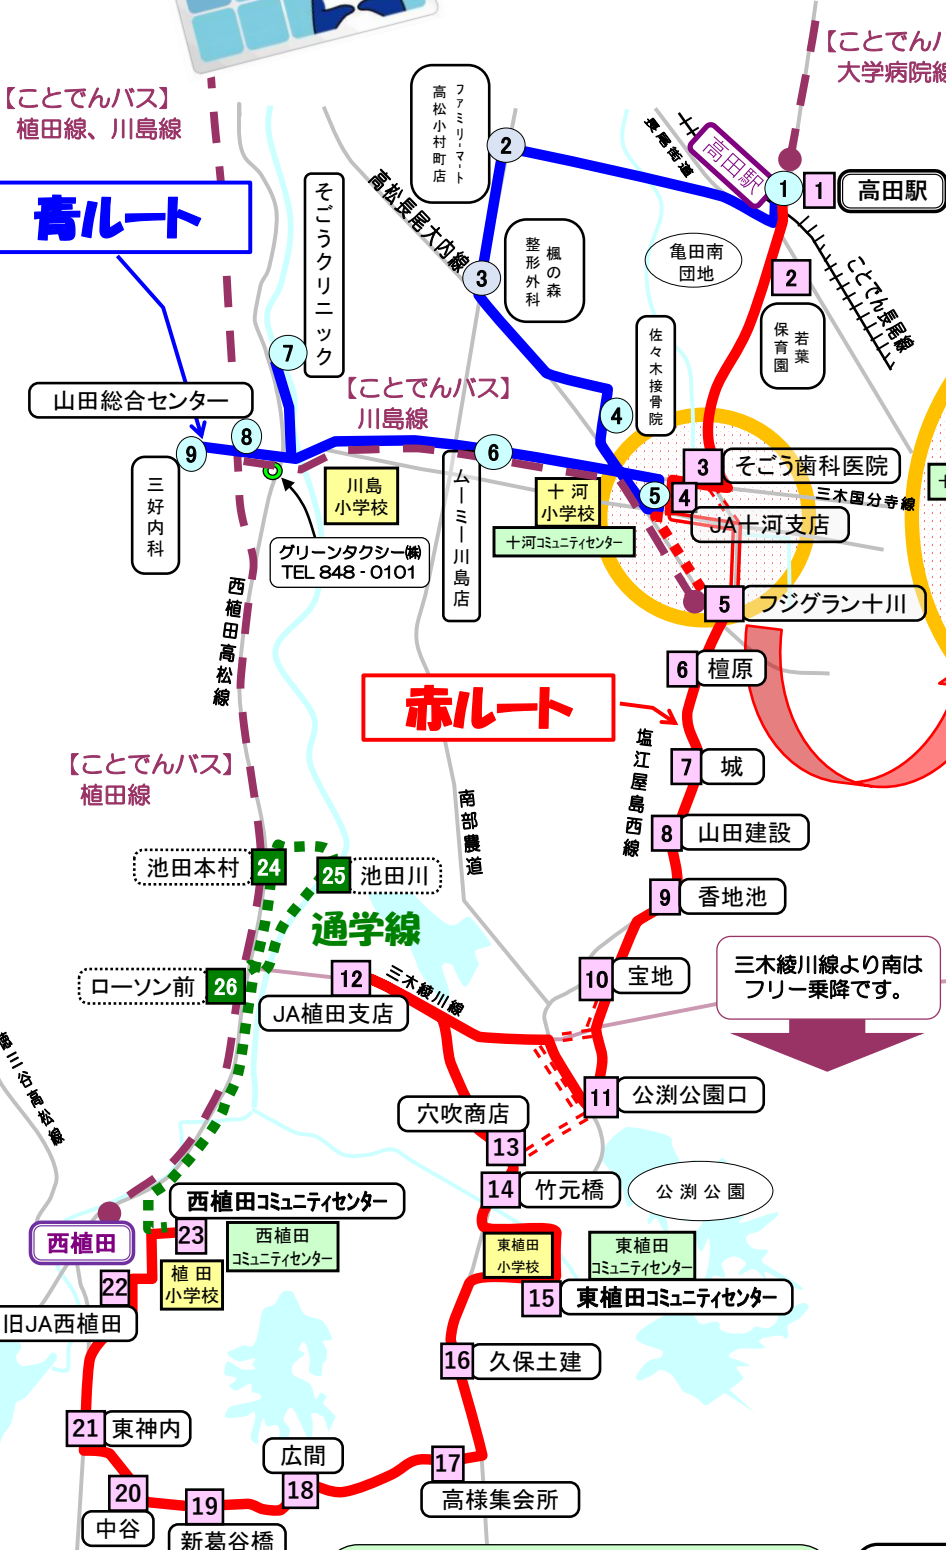 【ことでんバス】
植田線、川島線
【ことでんバ
大学病院線
青ルート
ファミリーマート
高松小村町店
2
長尾街道
高田駅
1
1
高田駅
高松長尾大内線
3
楓の森
整形外科
亀田南
団地
2
若葉
保育園
ことでん長尾線
そごうクリニック
7
佐々木接骨院
4
山田総合センター
【ことでんバス】
川島線
8
9
6
三好内科
川島
小学校
ムーミー川島店
十河
小学校
十河コミュニティセンター
5
3
そごう歯科医院
4
三木国分寺線
JA十河支店
グリーンタクシー㈱
TEL 848-0101
5
フジグラン十川
西植田高松線
6
檀原
赤ルート
7
城
塩江屋島西線
【ことでんバス】
植田線
南部農道
8
山田建設
9
香地池
池田本村
24
25
池田川
通学線
ローソン前
26
12
JA植田支店
三木綾川線
10
宝地
三木綾川線より南は
フリー乗降です。
三谷高松線
11
公渕公園口
穴吹商店
13
14
竹元橋
公渕公園
西植田コミュニティセンター
23
西植田
西植田
コミュニティセンター
植田
小学校
東植田
小学校
東植田
コミュニティセンター
15
東植田コミュニティセンター
22
旧JA西植田
16
久保土建
21
東神内
広間
17
高様集会所
18
20
中谷
19
新葛谷橋